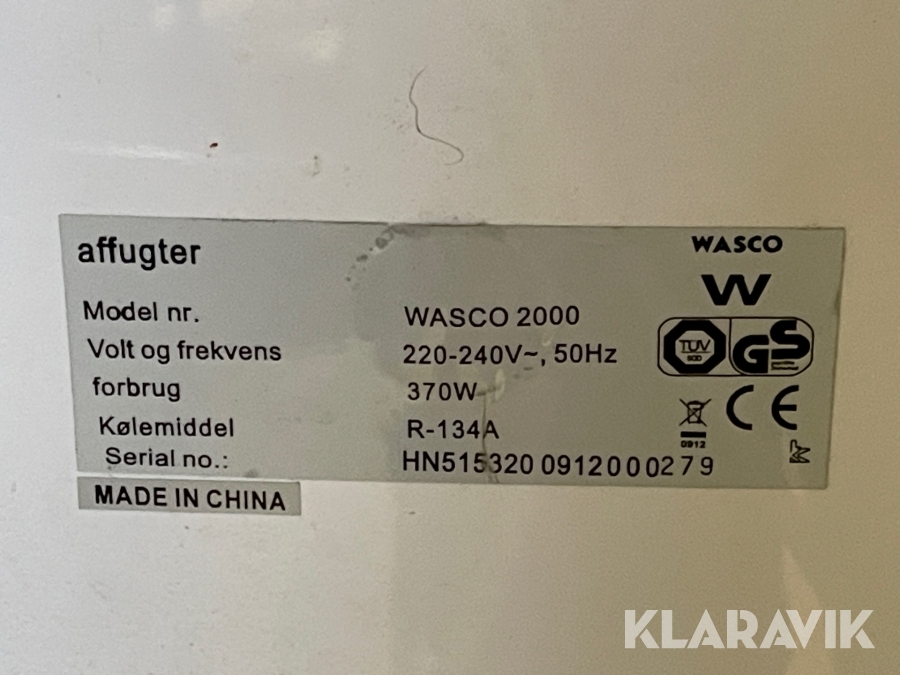 affugter
WASCO
W
Model nr. WASCO 2000
Volt og frekvens 220-240V~, 50Hz
forbrug 370W
Kølemiddel R-134A
Serial no.: HN515320 0912000279
TÜV
SÜD
GS
CE
0912
MADE IN CHINA
KLARAVIK